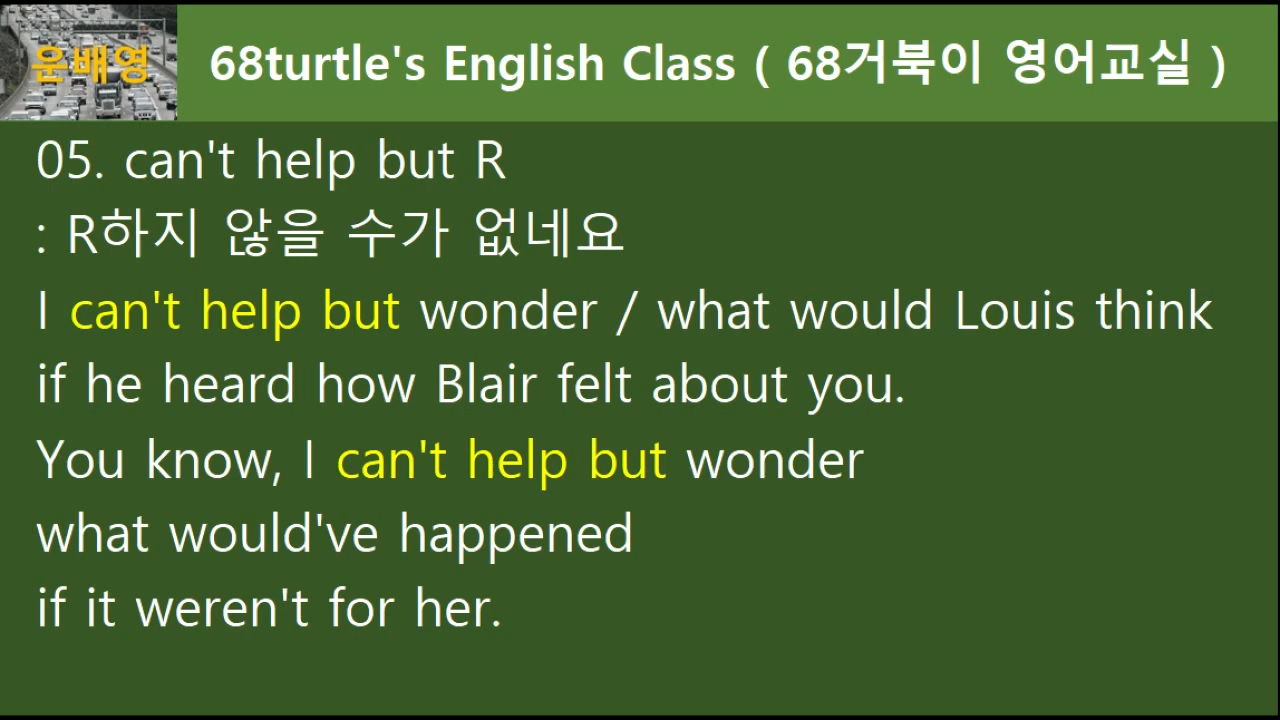 운배영
68turtle's English Class ( 68거북이 영어교실 )
05. can't help but R
: R하지 않을 수가 없네요
I can't help but wonder / what would Louis think
if he heard how Blair felt about you.
You know, I can't help but wonder
what would've happened
if it weren't for her.